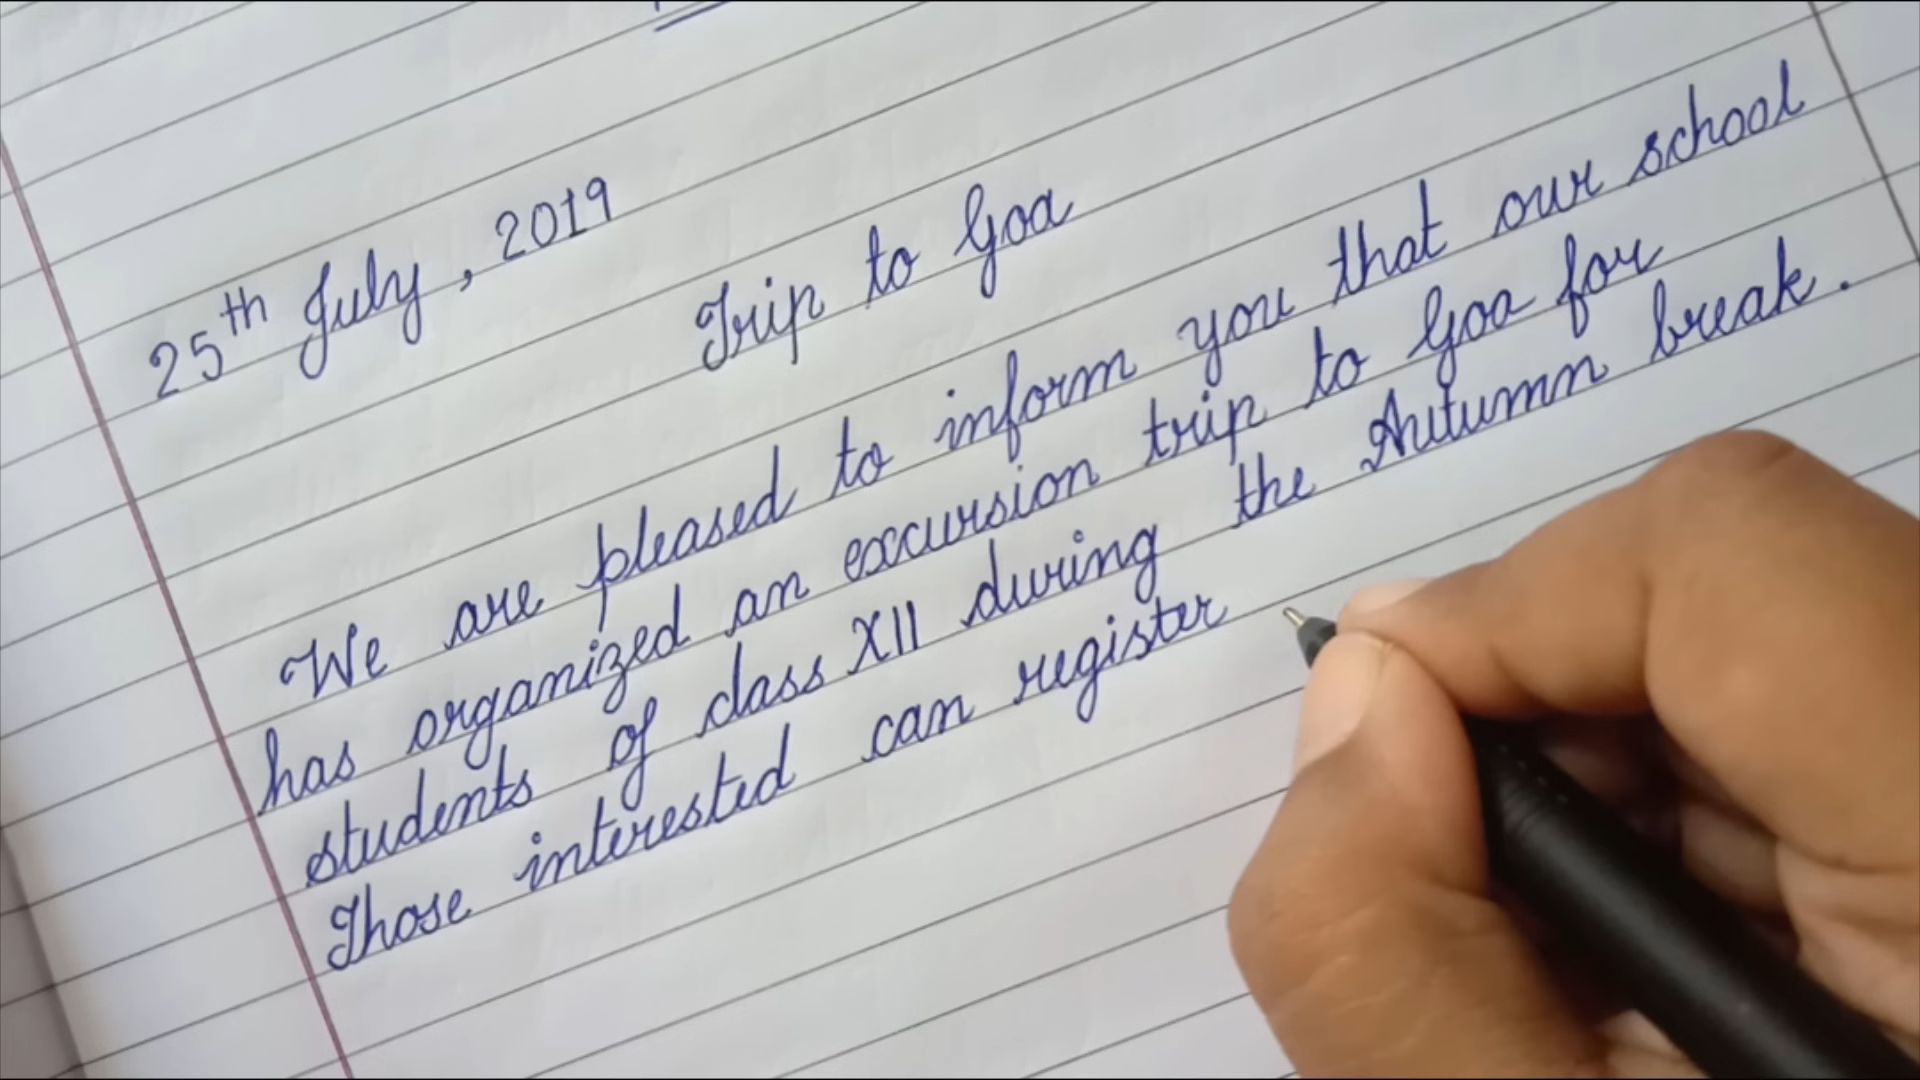 25th July, 2019
Trip to Goa
We are pleased to inform you that our school
has organized an excursion trip to Goa for
students of class XII during the Autumn break.
Those interested can register